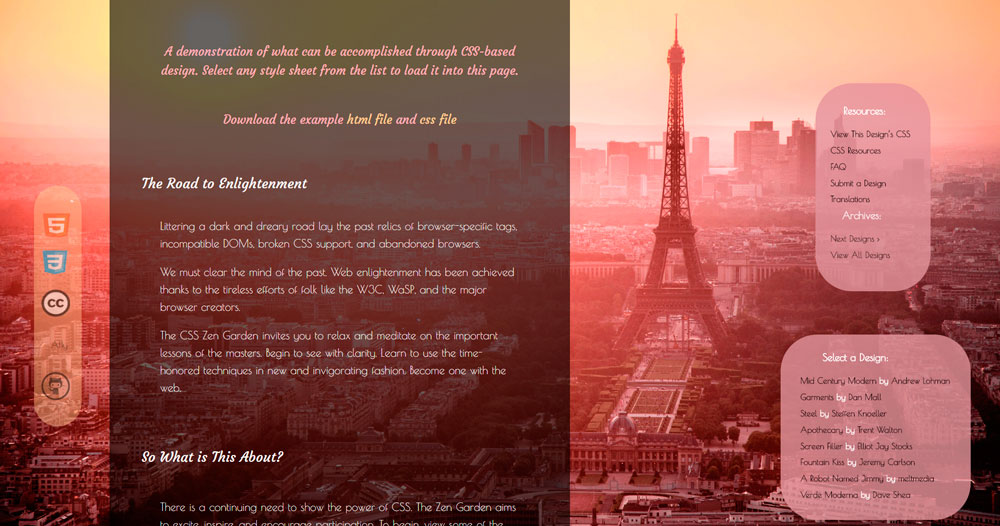 A demonstration of what can be accomplished through CSS-based
design. Select any style sheet from the list to load it into this page.
Download the example html file and css file
The Road to Enlightenment
Littering a dark and dreary road lay the past relics of browser-specific tags,
incompatible DOMs, broken CSS support, and abandoned browsers.
We must clear the mind of the past. Web enlightenment has been achieved
thanks to the tireless efforts of folk like the W3C, WaSP, and the major
browser creators.
The CSS Zen Garden invites you to relax and meditate on the important
lessons of the masters. Begin to see with clarity. Learn to use the time-
honored techniques in new and invigorating fashion. Become one with the
web.
So What is This About?
There is a continuing need to show the power of CSS. The Zen Garden aims
to excite, inspire, and encourage participation. To begin, view some of the
5
3
cc
Resources:
View This Design's CSS
CSS Resources
FAQ
Submit a Design
Translations
Archives:
Next Designs ›
View All Designs
Select a Design:
Mid Century Modern by Andrew Lohman
Garments by Dan Mall
Steel by Steffen Knoeller
Apothecary by Trent Walton
Screen Filler by Elliot Jay Stocks
Fountain Kiss by Jeremy Carlson
A Robot Named Jimmy by meltmedia
Verde Moderna by Dave Shea